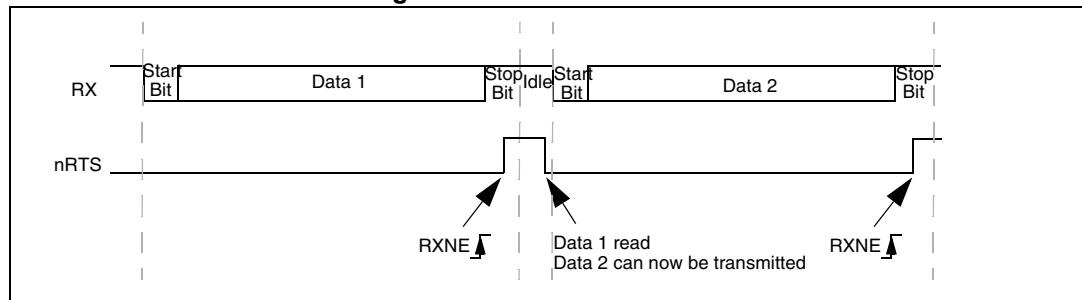 RX
Start
Bit
Data 1
Stop
Bit
Idle
Start
Bit
Data 2
Stop
Bit
nRTS
RXNE
Data 1 read
Data 2 can now be transmitted
RXNE